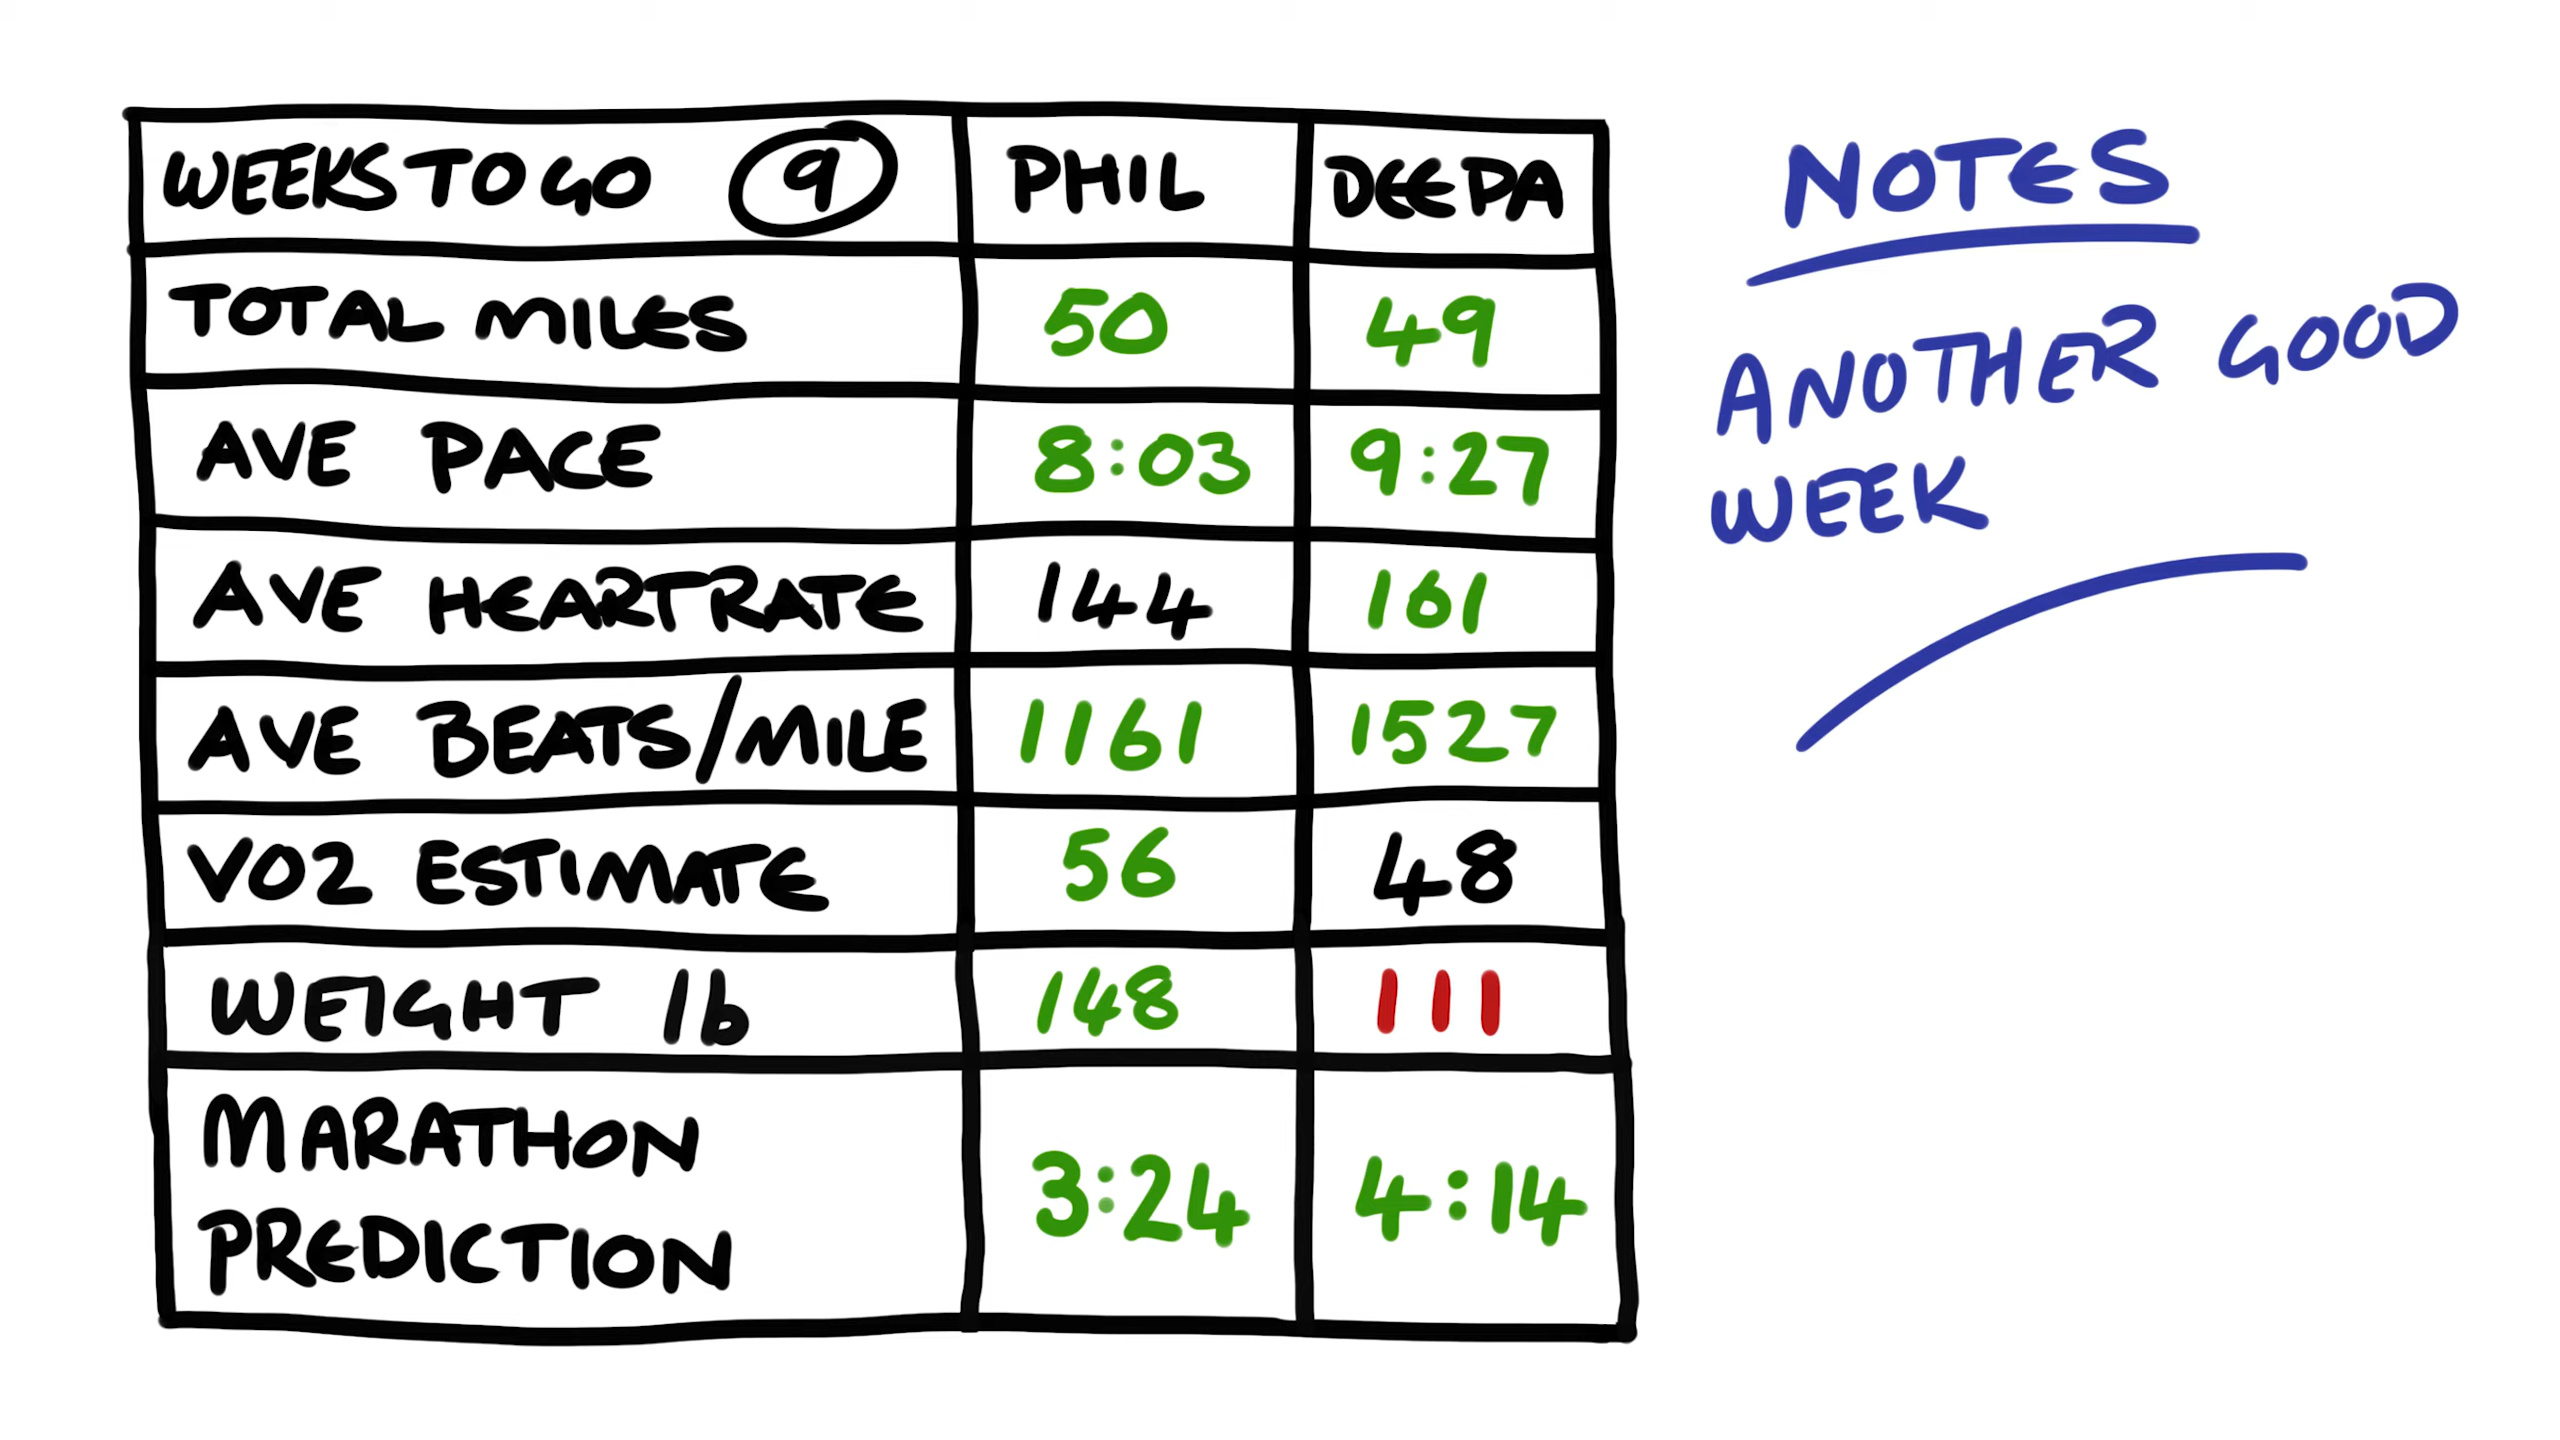 WEEKS TO GO 9 PHIL DEEPA
TOTAL MILES 50 49
AVE PACE 8:03 9:27
AVE HEARTRATE 144 161
AVE BEATS/MILE 1161 1527
VO2 ESTIMATE 56 48
WEIGHT lb 148 111
MARATHON
PREDICTION 3:24 4:14
NOTES
ANOTHER GOOD
WEEK